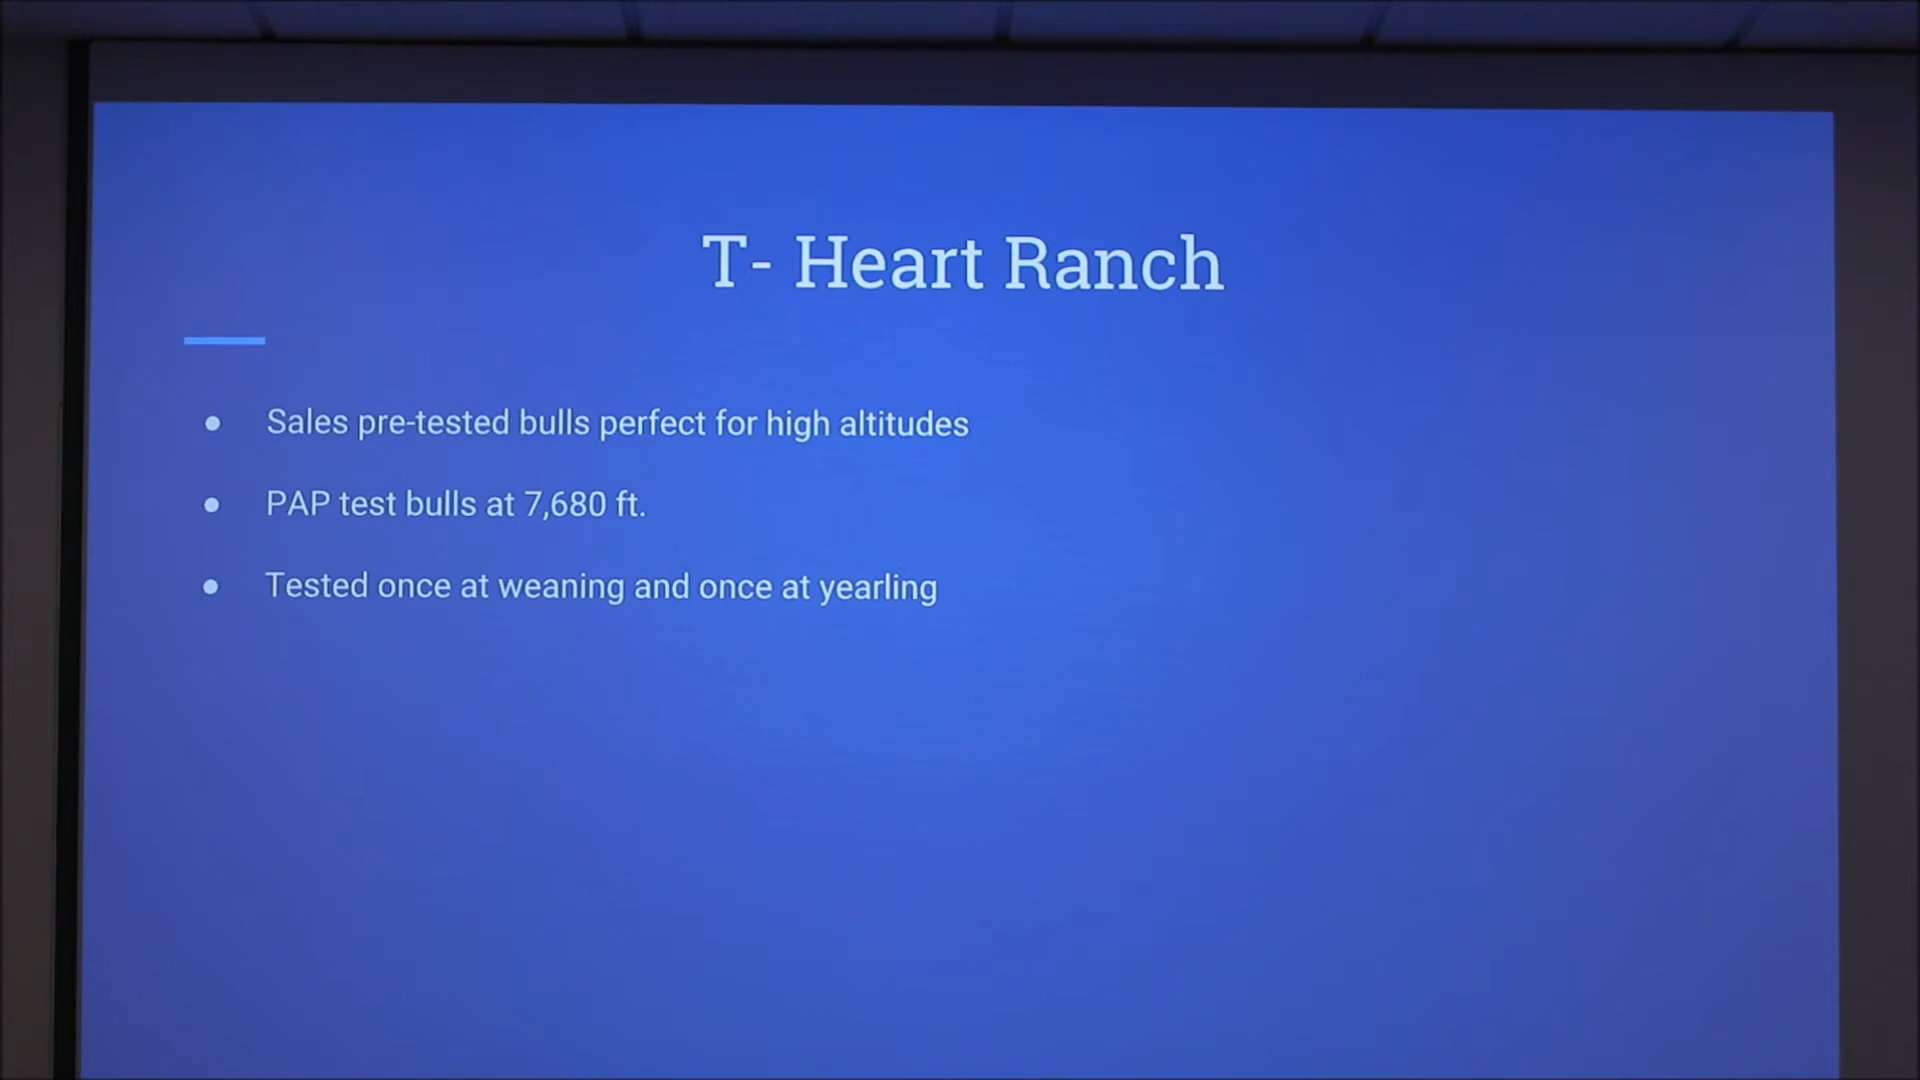 T- Heart Ranch
● Sales pre-tested bulls perfect for high altitudes
● PAP test bulls at 7,680 ft.
● Tested once at weaning and once at yearling